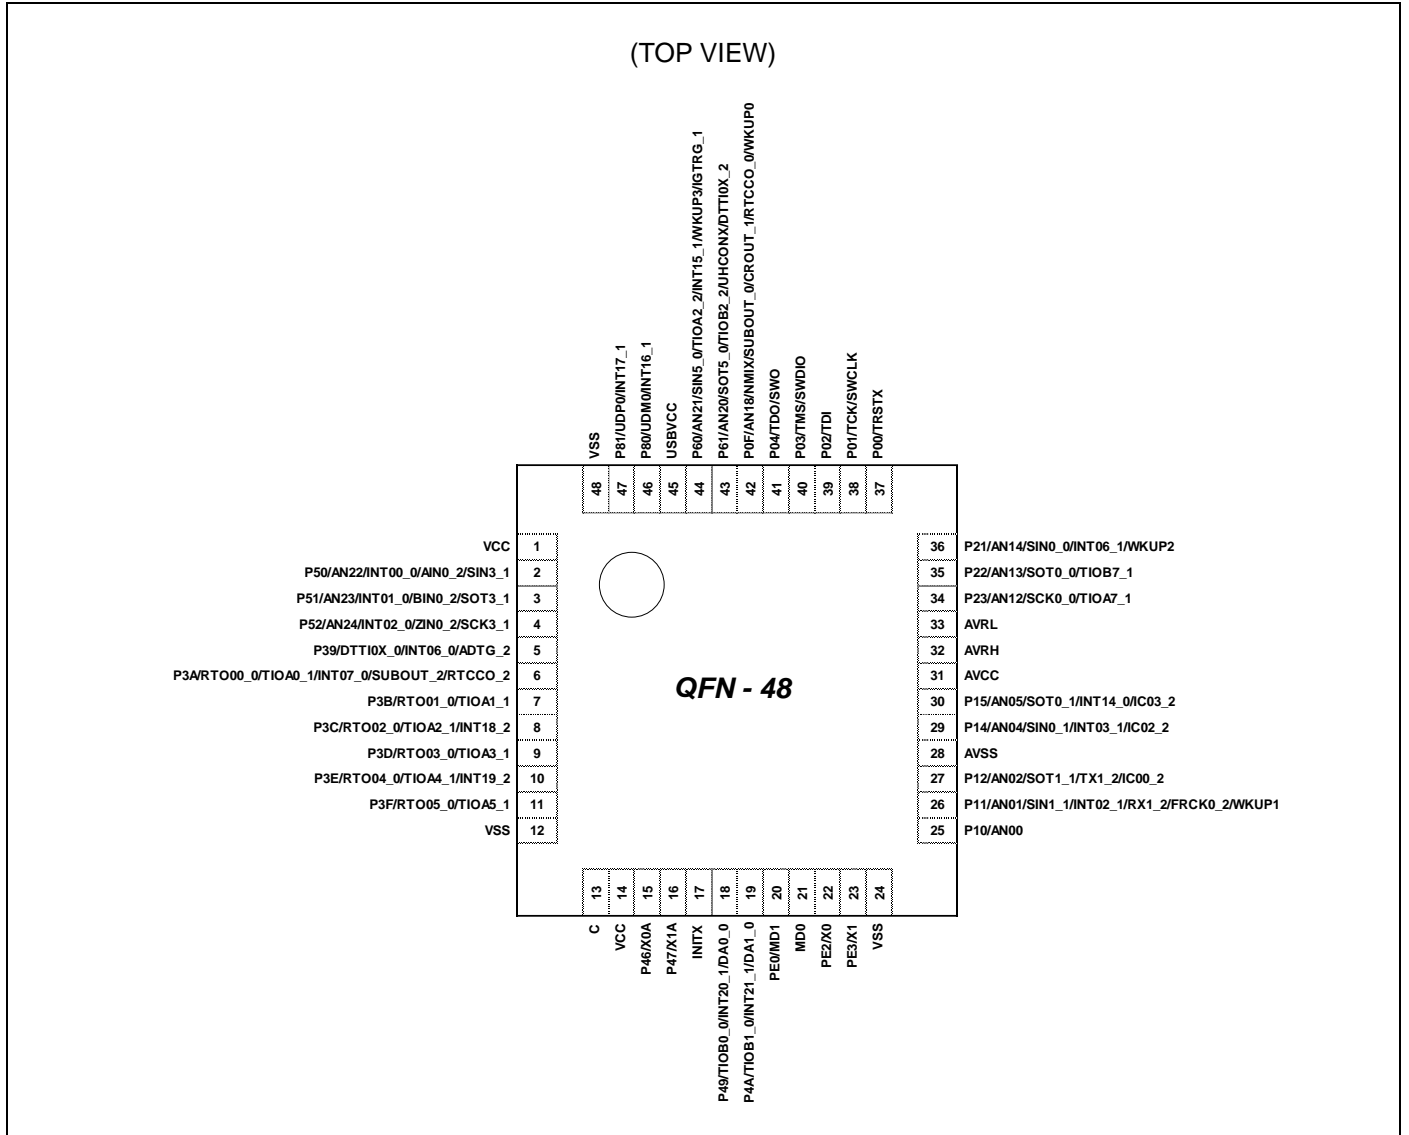 (TOP VIEW)
VSS
P81/UDP0/INT17_1
P80/UDM0/INT16_1
USBVCC
P60/AN21/SIN5_0/TIOA2_2/INT15_1/WKUP3/IGTRG_1
P61/AN20/SOT5_0/TIOB2_2/UHCONX/DTTI0X_2
P0F/AN18/NMIX/SUBOUT_0/CROUT_1/RTCCO_0/WKUP0
P04/TDO/SWO
P03/TMS/SWDIO
P02/TDI
P01/TCK/SWCLK
P00/TRSTX
48
47
46
45
44
43
42
41
40
39
38
37
VCC 1
P50/AN22/INT00_0/AIN0_2/SIN3_1 2
P51/AN23/INT01_0/BIN0_2/SOT3_1 3
P52/AN24/INT02_0/ZIN0_2/SCK3_1 4
P39/DTTI0X_0/INT06_0/ADTG_2 5
P3A/RTO00_0/TIOA0_1/INT07_0/SUBOUT_2/RTCCO_2 6
P3B/RTO01_0/TIOA1_1 7
P3C/RTO02_0/TIOA2_1/INT18_2 8
P3D/RTO03_0/TIOA3_1 9
P3E/RTO04_0/TIOA4_1/INT19_2 10
P3F/RTO05_0/TIOA5_1 11
VSS 12
QFN - 48
36 P21/AN14/SIN0_0/INT06_1/WKUP2
35 P22/AN13/SOT0_0/TIOB7_1
34 P23/AN12/SCK0_0/TIOA7_1
33 AVRL
32 AVRH
31 AVCC
30 P15/AN05/SOT0_1/INT14_0/IC03_2
29 P14/AN04/SIN0_1/INT03_1/IC02_2
28 AVSS
27 P12/AN02/SOT1_1/TX1_2/IC00_2
26 P11/AN01/SIN1_1/INT02_1/RX1_2/FRCK0_2/WKUP1
25 P10/AN00
13
14
15
16
17
18
19
20
21
22
23
24
C
VCC
P46/X0A
P47/X1A
INITX
P49/TIOB0_0/INT20_1/DA0_0
P4A/TIOB1_0/INT21_1/DA1_0
PE0/MD1
MD0
PE2/X0
PE3/X1
VSS